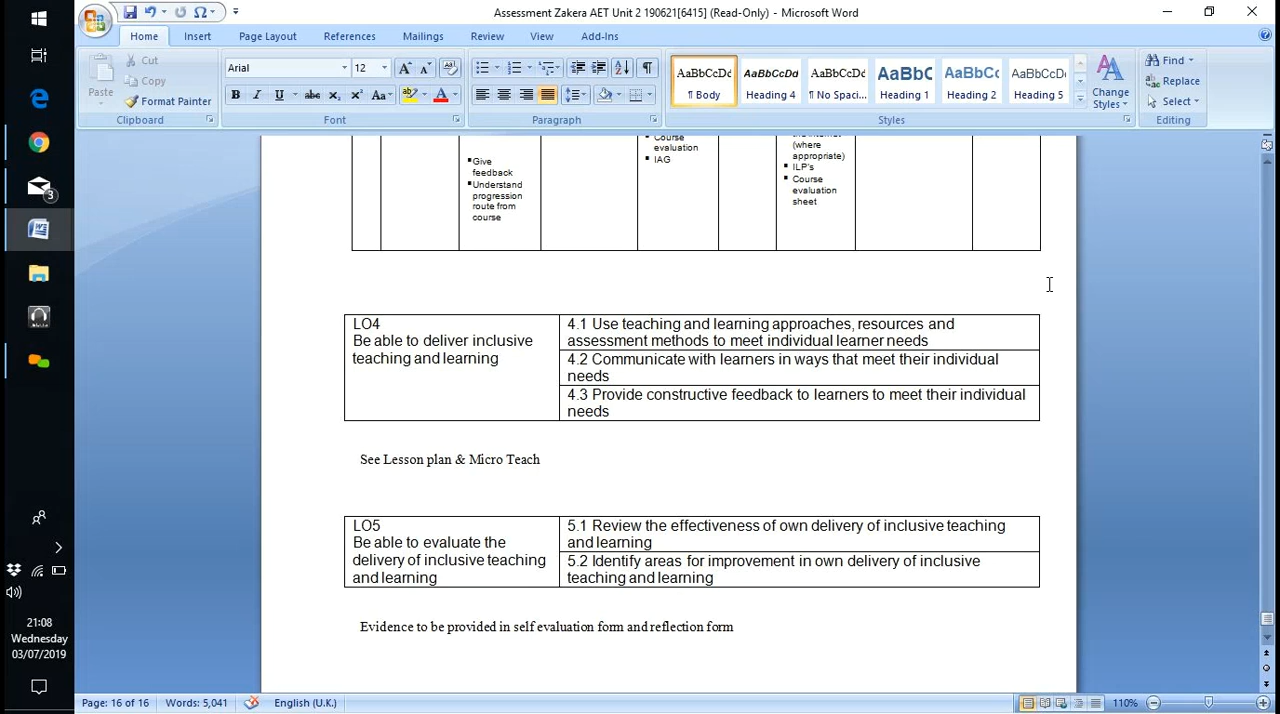 Assessment Zakera AET Unit 2 190621[6415] (Read-Only) - Microsoft Word
Home Insert Page Layout References Mailings Review View Add-Ins
Paste
Cut
Copy
Format Painter
Clipboard
Arial 12
Font
Paragraph
AaBbCcDd AaBbCcDd AaBbCcDd AaBbC AaBbCc AaBbCcDd
¶ Body Heading 4 ¶ No Spaci... Heading 1 Heading 2 Heading 5
Change
Styles
Styles
Find
Replace
Select
Editing
Give
feedback
Understand
progression
route from
course
Course
evaluation
IAG
(where
appropriate)
ILP's
Course
evaluation
sheet
LO4
Be able to deliver inclusive
teaching and learning
4.1 Use teaching and learning approaches, resources and
assessment methods to meet individual learner needs
4.2 Communicate with learners in ways that meet their individual
needs
4.3 Provide constructive feedback to learners to meet their individual
needs
See Lesson plan & Micro Teach
LO5
Be able to evaluate the
delivery of inclusive teaching
and learning
5.1 Review the effectiveness of own delivery of inclusive teaching
and learning
5.2 Identify areas for improvement in own delivery of inclusive
teaching and learning
Evidence to be provided in self evaluation form and reflection form
3
21:08
Wednesday
03/07/2019
Page: 16 of 16 Words: 5,041 English (U.K.) 110%